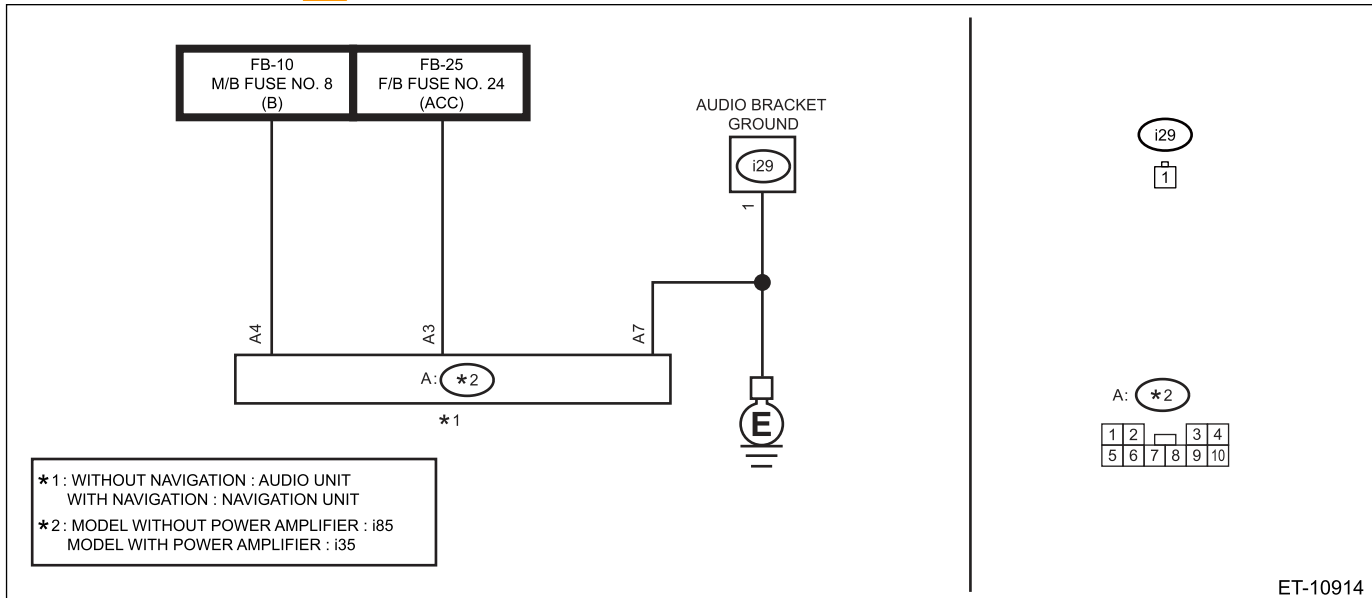 FB-10
M/B FUSE NO. 8
(B)
FB-25
F/B FUSE NO. 24
(ACC)
AUDIO BRACKET
GROUND
i29
1
A4
A3
A7
A: *2
*1
E
*1: WITHOUT NAVIGATION : AUDIO UNIT
WITH NAVIGATION : NAVIGATION UNIT
*2: MODEL WITHOUT POWER AMPLIFIER : i85
MODEL WITH POWER AMPLIFIER : i35
i29
1
A: *2
1 2 3 4
5 6 7 8 9 10
ET-10914